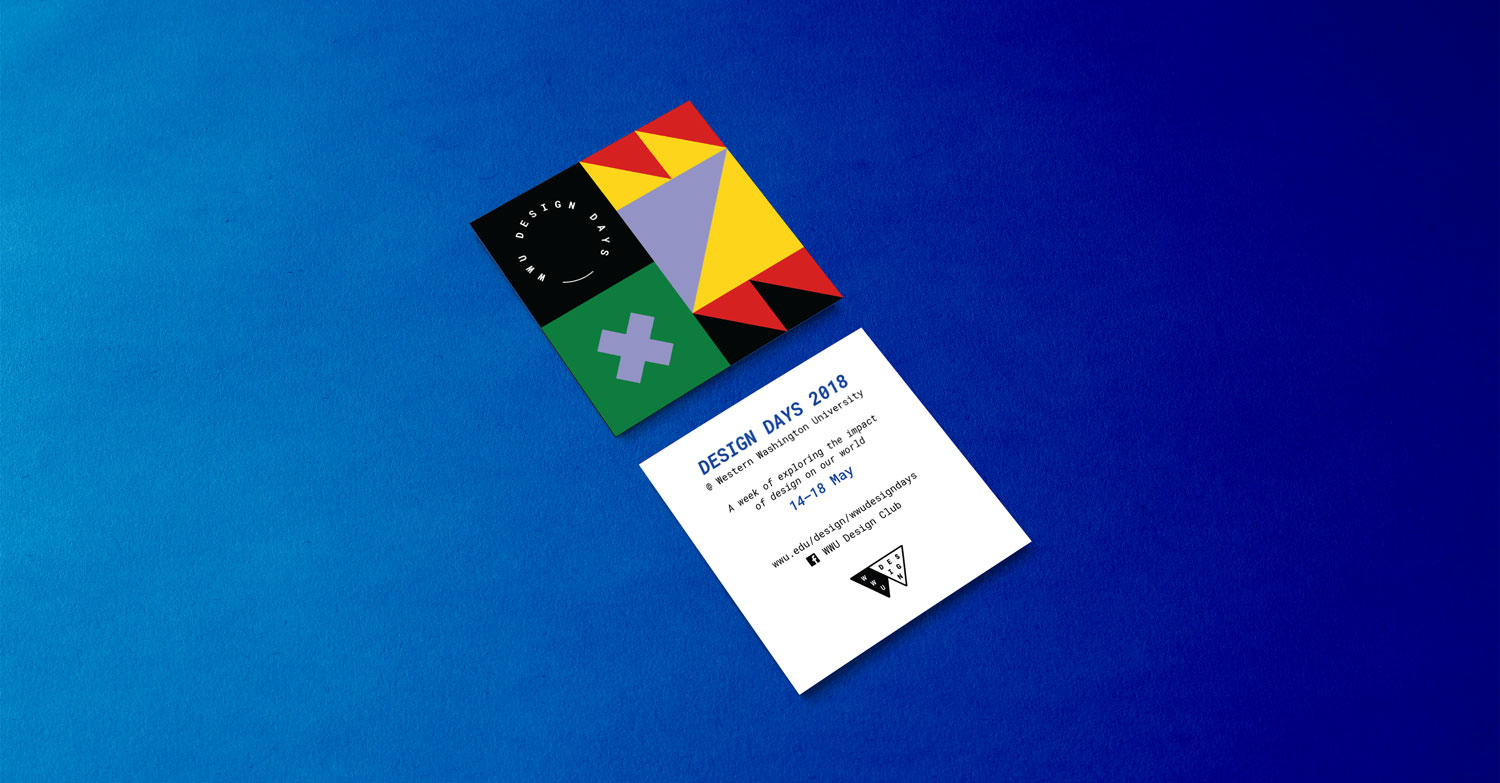 WWU DESIGN DAYS
DESIGN DAYS 2018
@ Western Washington University
A week of exploring the impact
of design on our world
14–18 May
wwu.edu/design/wwudesigndays
WWU Design Club
WWU DESIGN